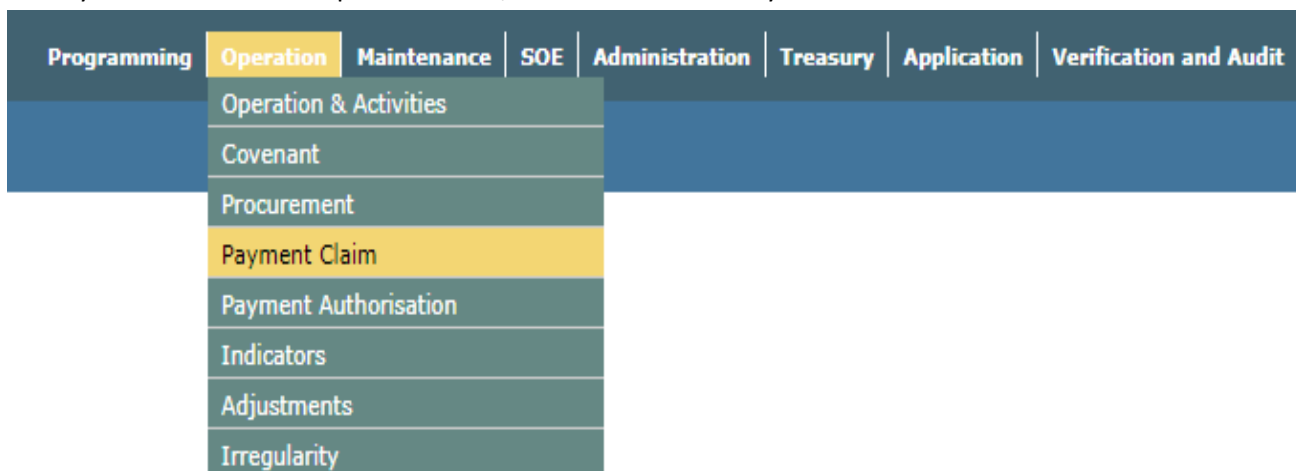 Programming Operation Maintenance SOE Administration Treasury Application Verification and Audit
Operation & Activities
Covenant
Procurement
Payment Claim
Payment Authorisation
Indicators
Adjustments
Irregularity